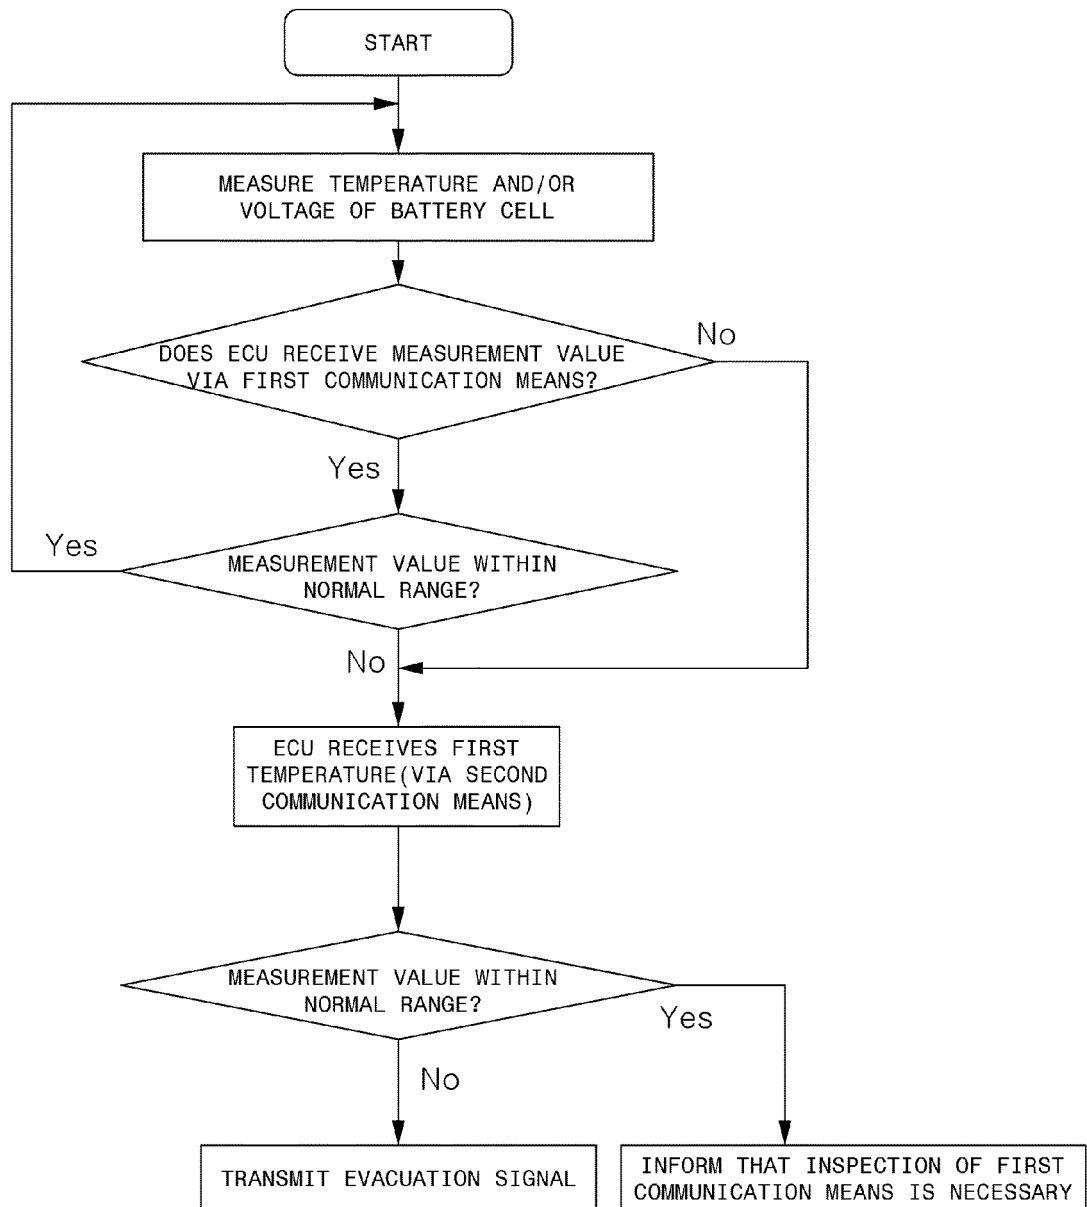 START
MEASURE TEMPERATURE AND/OR
VOLTAGE OF BATTERY CELL
No
DOES ECU RECEIVE MEASUREMENT VALUE
VIA FIRST COMMUNICATION MEANS?
Yes
Yes
MEASUREMENT VALUE WITHIN
NORMAL RANGE?
No
ECU RECEIVES FIRST
TEMPERATURE(VIA SECOND
COMMUNICATION MEANS)
MEASUREMENT VALUE WITHIN
NORMAL RANGE?
Yes
No
TRANSMIT EVACUATION SIGNAL
INFORM THAT INSPECTION OF FIRST
COMMUNICATION MEANS IS NECESSARY